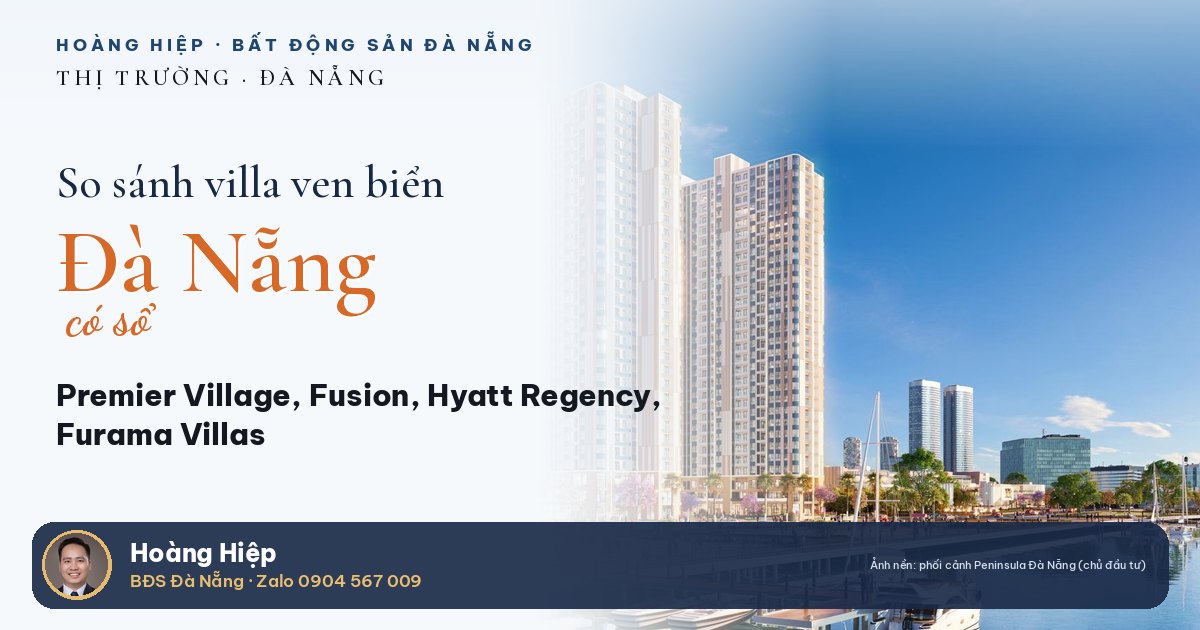 HOÀNG HIỆP · BẤT ĐỘNG SẢN ĐÀ NẴNG
THỊ TRƯỜNG · ĐÀ NẴNG
So sánh villa ven biển
Đà Nẵng
có sổ
Premier Village, Fusion, Hyatt Regency,
Furama Villas
Hoàng Hiệp
BĐS Đà Nẵng · Zalo 0904 567 009
Ảnh nền: phối cảnh Peninsula Đà Nẵng (chủ đầu tư)